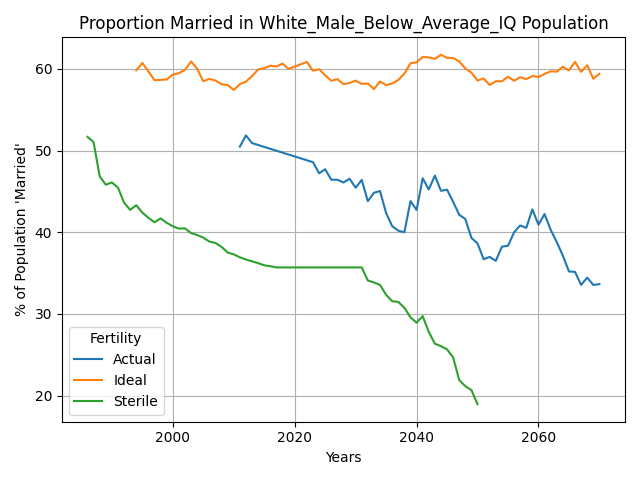 Proportion Married in White_Male_Below_Average_IQ Population
% of Population 'Married'
60
50
40
30
20
Fertility
Actual
Ideal
Sterile
2000
2020
2040
2060
Years